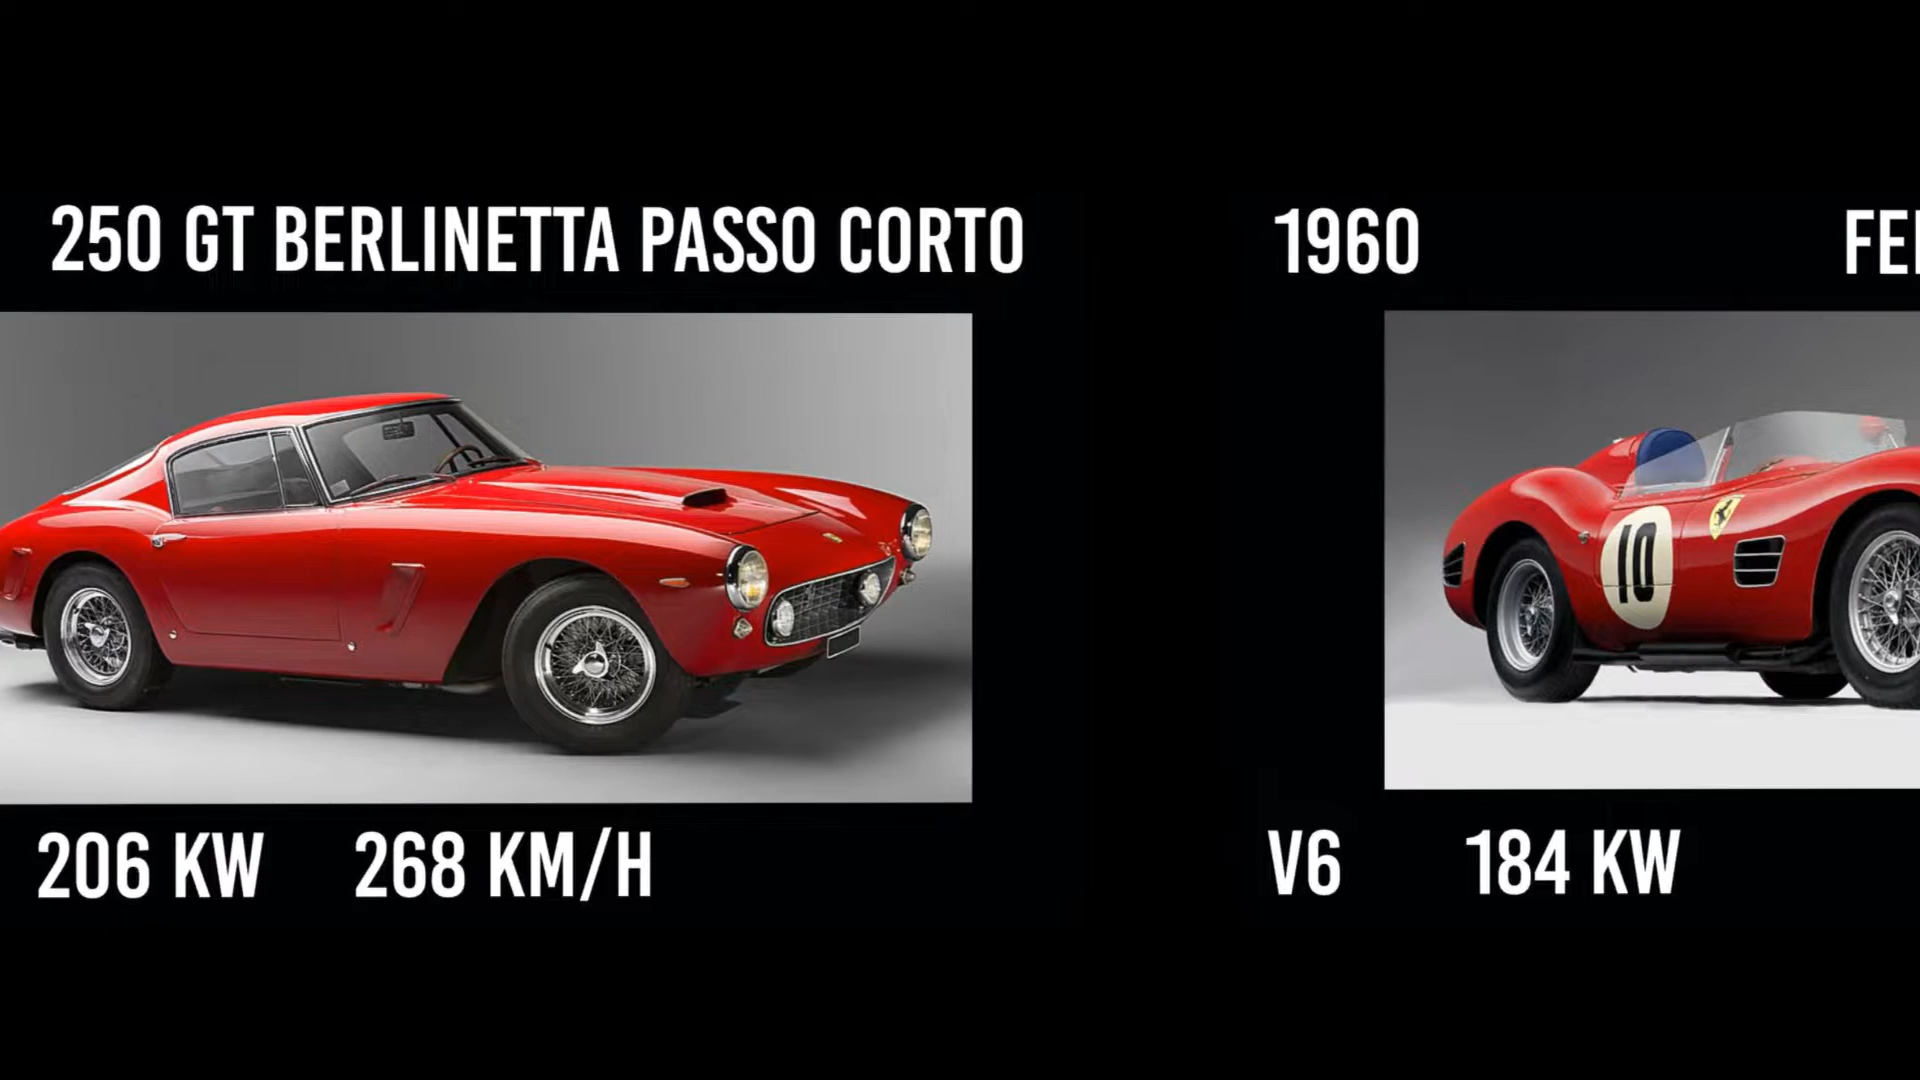 250 GT BERLINETTA PASSO CORTO
206 KW 268 KM/H
1960
10
V6 184 KW